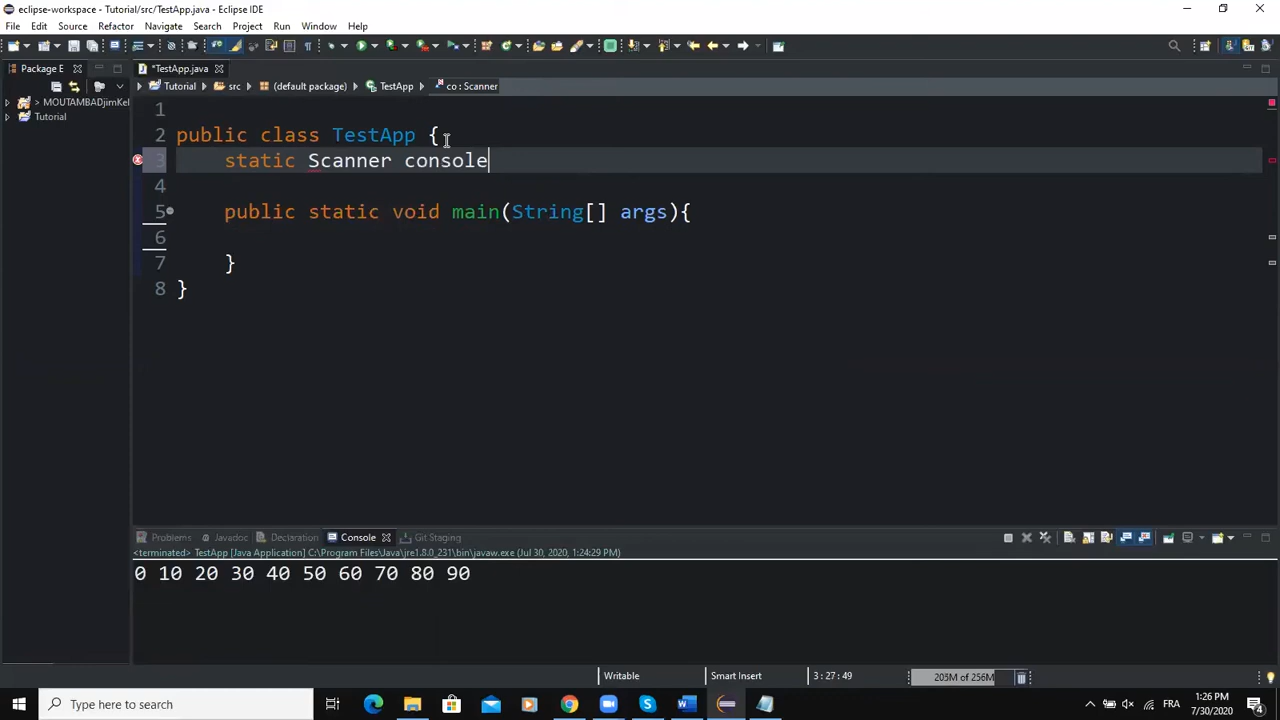 eclipse-workspace - Tutorial/src/TestApp.java - Eclipse IDE
File Edit Source Refactor Navigate Search Project Run Window Help
Package E
*TestApp.java
Tutorial src (default package) TestApp co : Scanner
> MOUTAMBADjimKel
Tutorial
1
2 public class TestApp {
3 static Scanner console
4
5 public static void main(String[] args){
6
7 }
8 }
Problems Javadoc Declaration Console Git Staging
<terminated> TestApp [Java Application] C:\Program Files\Java\jre1.8.0_231\bin\javaw.exe (Jul 30, 2020, 1:24:29 PM)
0 10 20 30 40 50 60 70 80 90
Writable Smart Insert 3 : 27 : 49 205M of 256M
Type here to search
FRA
1:26 PM
7/30/2020
4